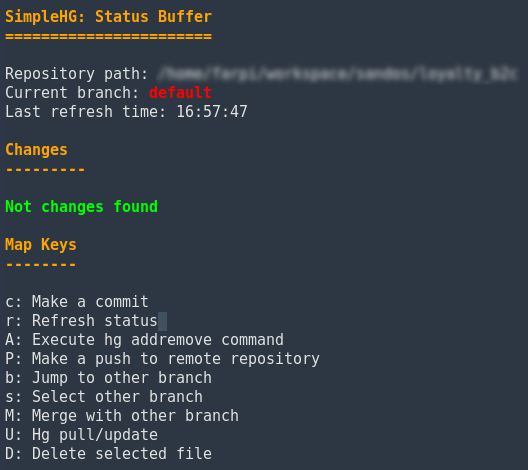 SimpleHG: Status Buffer
=======================
Repository path:
Current branch: default
Last refresh time: 16:57:47
Changes
---------
Not changes found
Map Keys
--------
c: Make a commit
r: Refresh status
A: Execute hg addremove command
P: Make a push to remote repository
b: Jump to other branch
s: Select other branch
M: Merge with other branch
U: Hg pull/update
D: Delete selected file